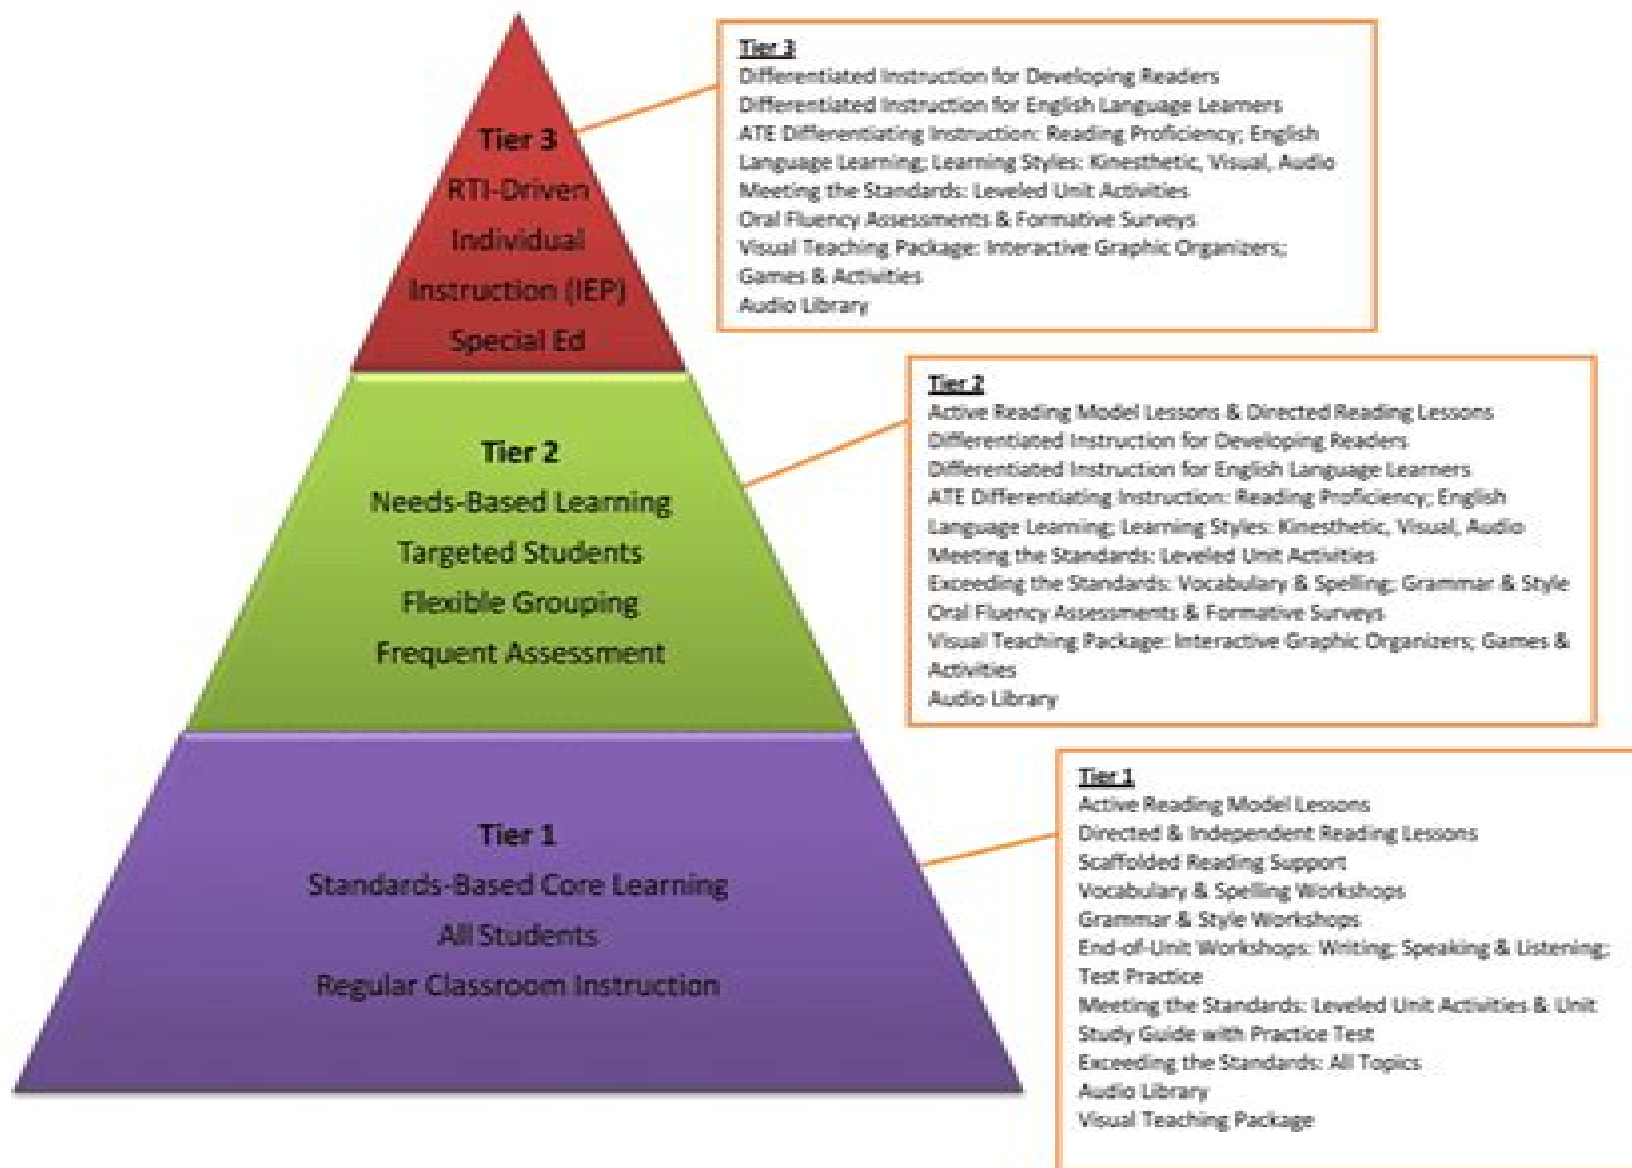 Tier 3
RTI-Driven
Individual
Instruction (IEP)
Special Ed
Tier 2
Needs-Based Learning
Targeted Students
Flexible Grouping
Frequent Assessment
Tier 1
Standards-Based Core Learning
All Students
Regular Classroom Instruction
Tier 3
Differentiated Instruction for Developing Readers
Differentiated Instruction for English Language Learners
ATE Differentiating Instruction: Reading Proficiency; English
Language Learning; Learning Styles: Kinesthetic, Visual, Audio
Meeting the Standards: Leveled Unit Activities
Oral Fluency Assessments & Formative Surveys
Visual Teaching Package: Interactive Graphic Organizers;
Games & Activities
Audio Library
Tier 2
Active Reading Model Lessons & Directed Reading Lessons
Differentiated Instruction for Developing Readers
Differentiated Instruction for English Language Learners
ATE Differentiating Instruction: Reading Proficiency; English
Language Learning; Learning Styles: Kinesthetic, Visual, Audio
Meeting the Standards: Leveled Unit Activities
Exceeding the Standards: Vocabulary & Spelling; Grammar & Style
Oral Fluency Assessments & Formative Surveys
Visual Teaching Package: Interactive Graphic Organizers; Games &
Activities
Audio Library
Tier 1
Active Reading Model Lessons
Directed & Independent Reading Lessons
Scaffolded Reading Support
Vocabulary & Spelling Workshops
Grammar & Style Workshops
End-of-Unit Workshops: Writing; Speaking & Listening;
Test Practice
Meeting the Standards: Leveled Unit Activities & Unit
Study Guide with Practice Test
Exceeding the Standards: All Topics
Audio Library
Visual Teaching Package